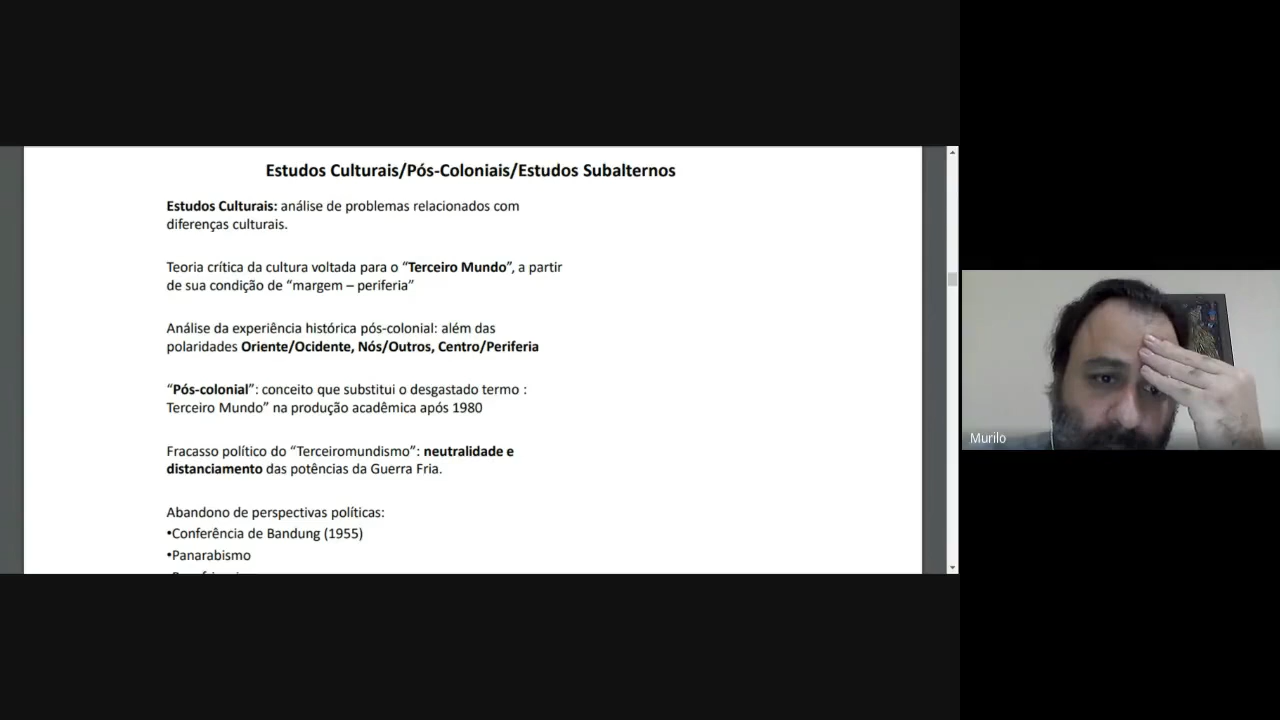 Estudos Culturais/Pós-Coloniais/Estudos Subalternos
Estudos Culturais: análise de problemas relacionados com
diferenças culturais.
Teoria crítica da cultura voltada para o “Terceiro Mundo”, a partir
de sua condição de “margem – periferia”
Análise da experiência histórica pós-colonial: além das
polaridades Oriente/Ocidente, Nós/Outros, Centro/Periferia
“Pós-colonial”: conceito que substitui o desgastado termo :
Terceiro Mundo” na produção acadêmica após 1980
Fracasso político do “Terceiromundismo”: neutralidade e
distanciamento das potências da Guerra Fria.
Abandono de perspectivas políticas:
•Conferência de Bandung (1955)
•Panarabismo
Murilo